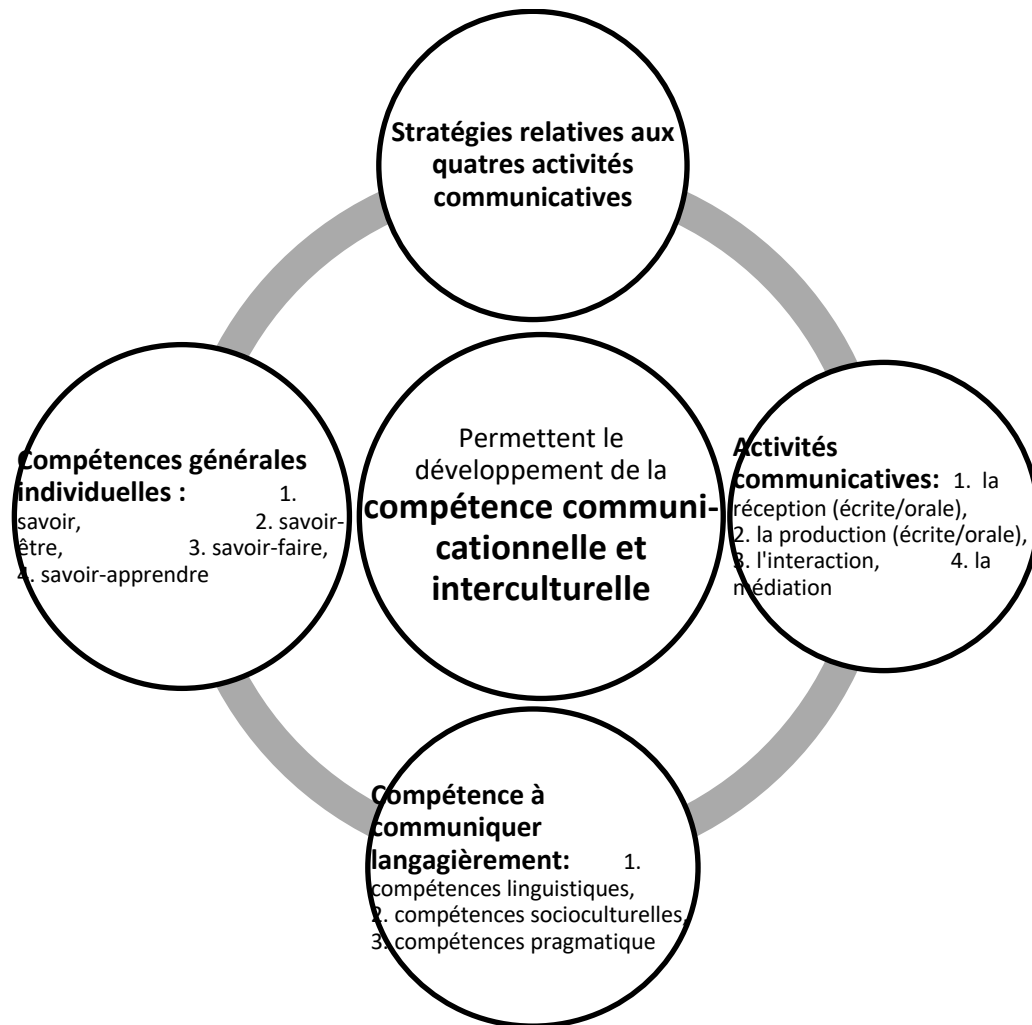 Stratégies relatives aux
quatres activités
communicatives
Compétences générales
individuelles : 1.
savoir, 2. savoir-
être, 3. savoir-faire,
4. savoir-apprendre
Permettent le
développement de la
compétence communi-
cationnelle et
interculturelle
Activités
communicatives: 1. la
réception (écrite/orale),
2. la production (écrite/orale),
3. l'interaction, 4. la
médiation
Compétence à
communiquer
langagièrement: 1.
compétences linguistiques,
2. compétences socioculturelles,
3. compétences pragmatique